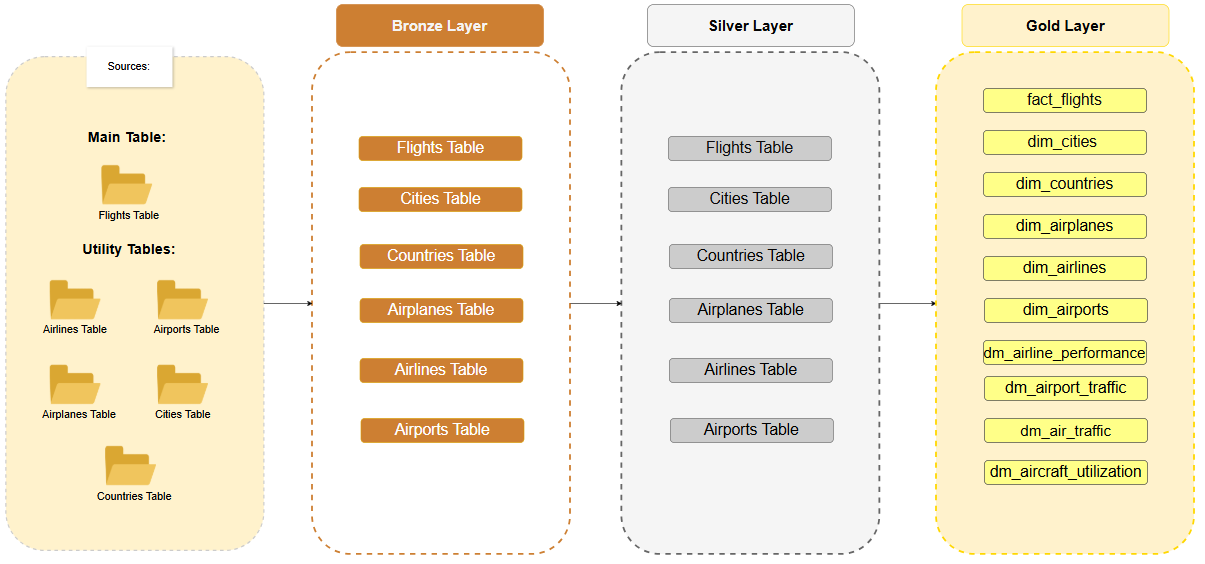 Bronze Layer
Silver Layer
Gold Layer
Sources:
Main Table:
Flights Table
Utility Tables:
Airlines Table
Airports Table
Airplanes Table
Cities Table
Countries Table
Flights Table
Cities Table
Countries Table
Airplanes Table
Airlines Table
Airports Table
Flights Table
Cities Table
Countries Table
Airplanes Table
Airlines Table
Airports Table
fact_flights
dim_cities
dim_countries
dim_airplanes
dim_airlines
dim_airports
dm_airline_performance
dm_airport_traffic
dm_air_traffic
dm_aircraft_utilization